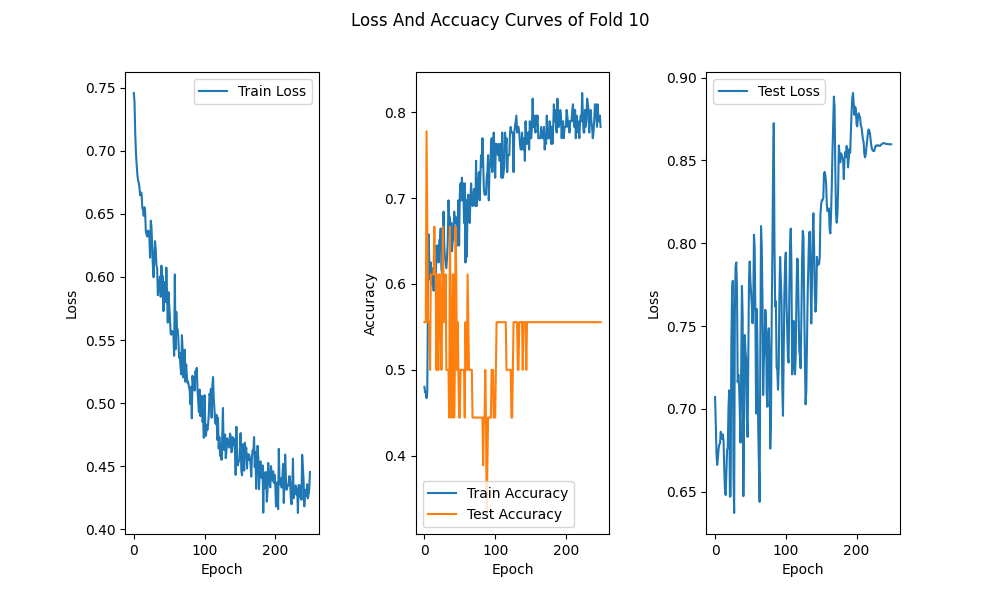 Loss And Accuacy Curves of Fold 10
Train Loss
0.75
0.70
0.65
0.60
0.55
0.50
0.45
0.40
Loss
0 100 200
Epoch
0.8
0.7
0.6
0.5
0.4
Accuracy
Train Accuracy
Test Accuracy
0 100 200
Epoch
Test Loss
0.90
0.85
0.80
0.75
0.70
0.65
Loss
0 100 200
Epoch